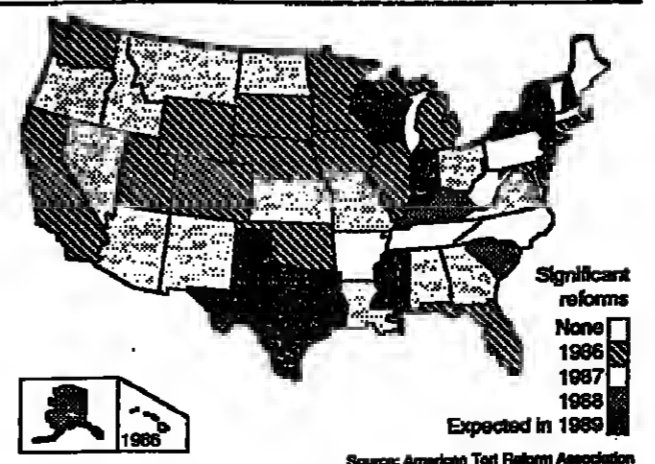 Significant
reforms
None
1986
1987
1988
Expected in 1989
1986
Source: American Tort Reform Association